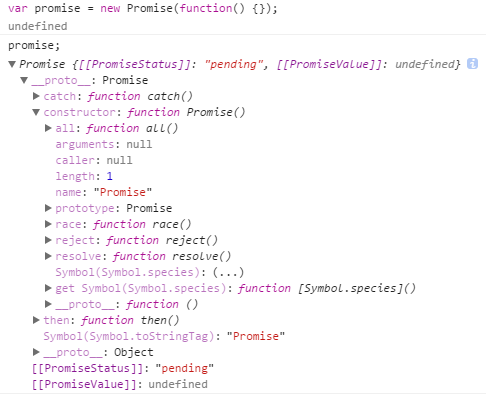 var promise = new Promise(function() {});
undefined
promise;
▼Promise {[[PromiseStatus]]: "pending", [[PromiseValue]]: undefined} i
▼__proto__: Promise
▶catch: function catch()
▼constructor: function Promise()
▶all: function all()
arguments: null
caller: null
length: 1
name: "Promise"
▶prototype: Promise
▶race: function race()
▶reject: function reject()
▶resolve: function resolve()
Symbol(Symbol.species): (...)
▶get Symbol(Symbol.species): function [Symbol.species]()
▶__proto__: function ()
▶then: function then()
Symbol(Symbol.toStringTag): "Promise"
▶__proto__: Object
[[PromiseStatus]]: "pending"
[[PromiseValue]]: undefined